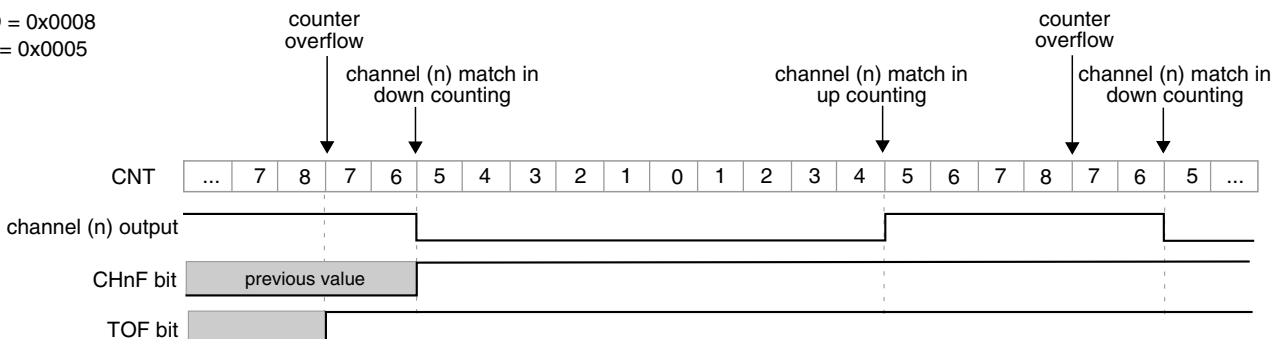 = 0x0008
= 0x0005
counter
overflow
channel (n) match in
down counting
channel (n) match in
up counting
counter
overflow
channel (n) match in
down counting
CNT ... 7 8 7 6 5 4 3 2 1 0 1 2 3 4 5 6 7 8 7 6 5 ...
channel (n) output
CHnF bit previous value
TOF bit